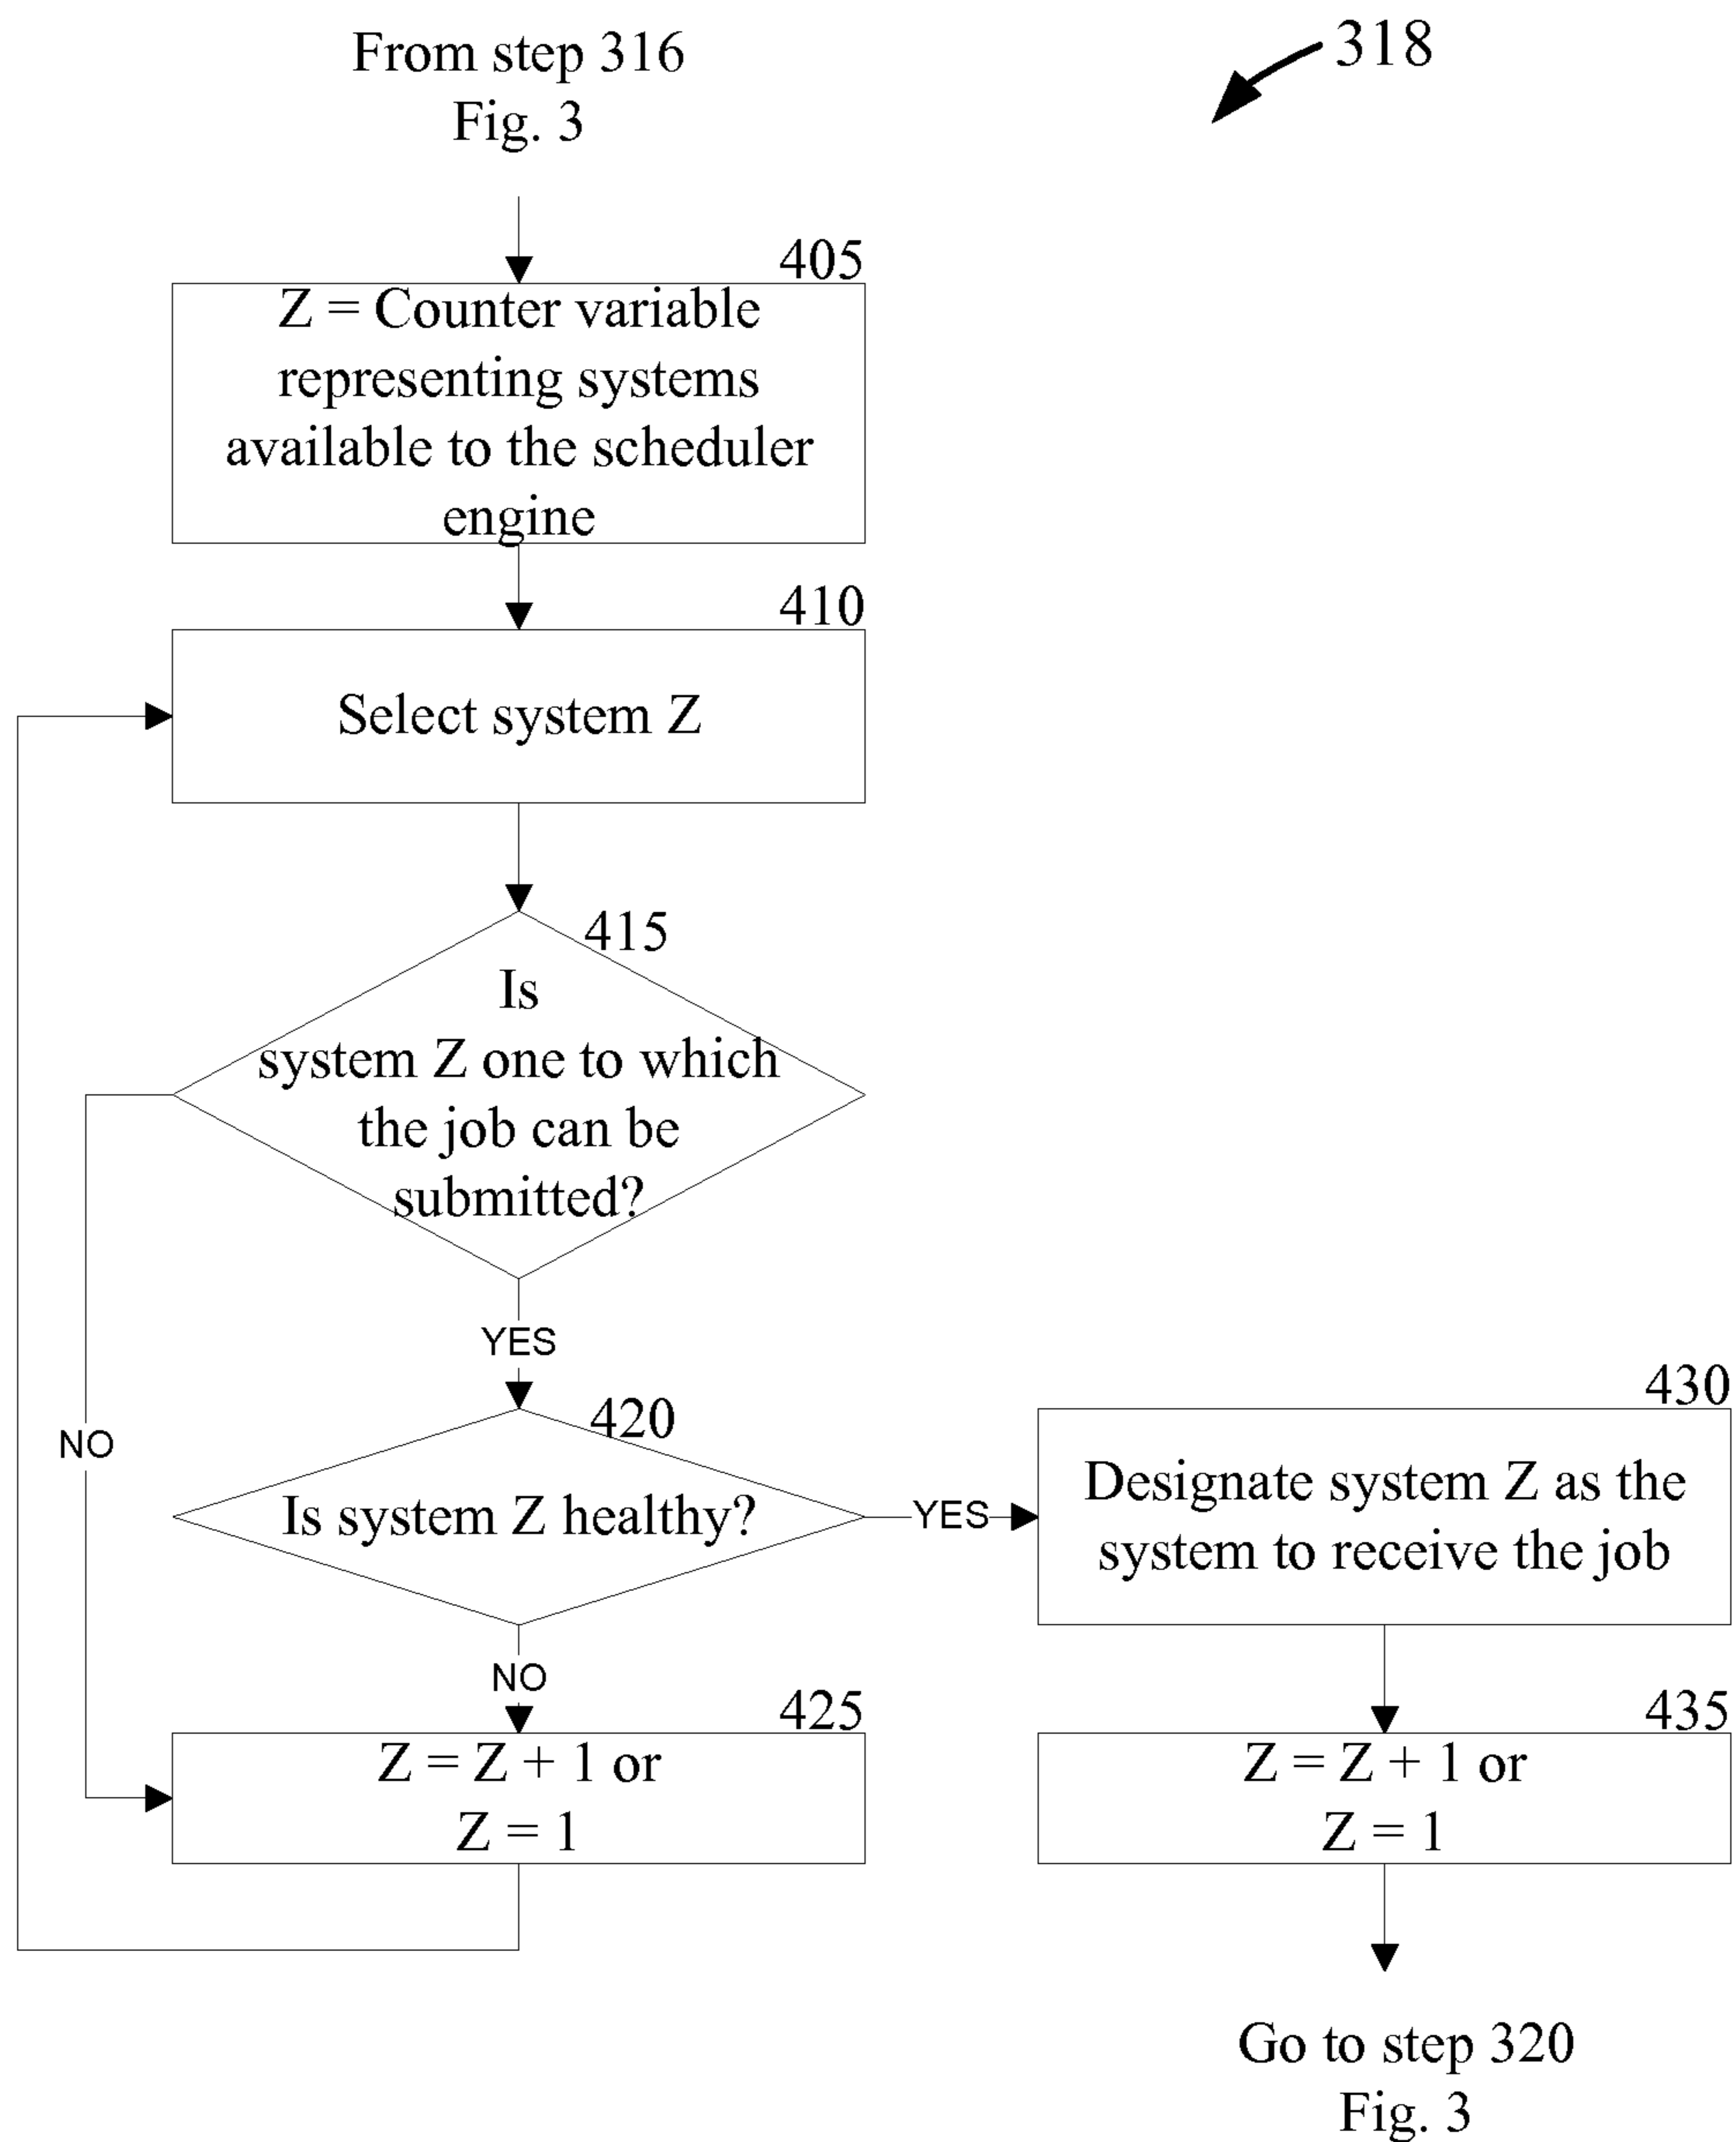 From step 316
Fig. 3
318
405
Z = Counter variable
representing systems
available to the scheduler
engine
410
Select system Z
415
Is
system Z one to which
the job can be
submitted?
YES
NO
420
Is system Z healthy?
YES
430
Designate system Z as the
system to receive the job
NO
425
Z = Z + 1 or
Z = 1
435
Z = Z + 1 or
Z = 1
Go to step 320
Fig. 3